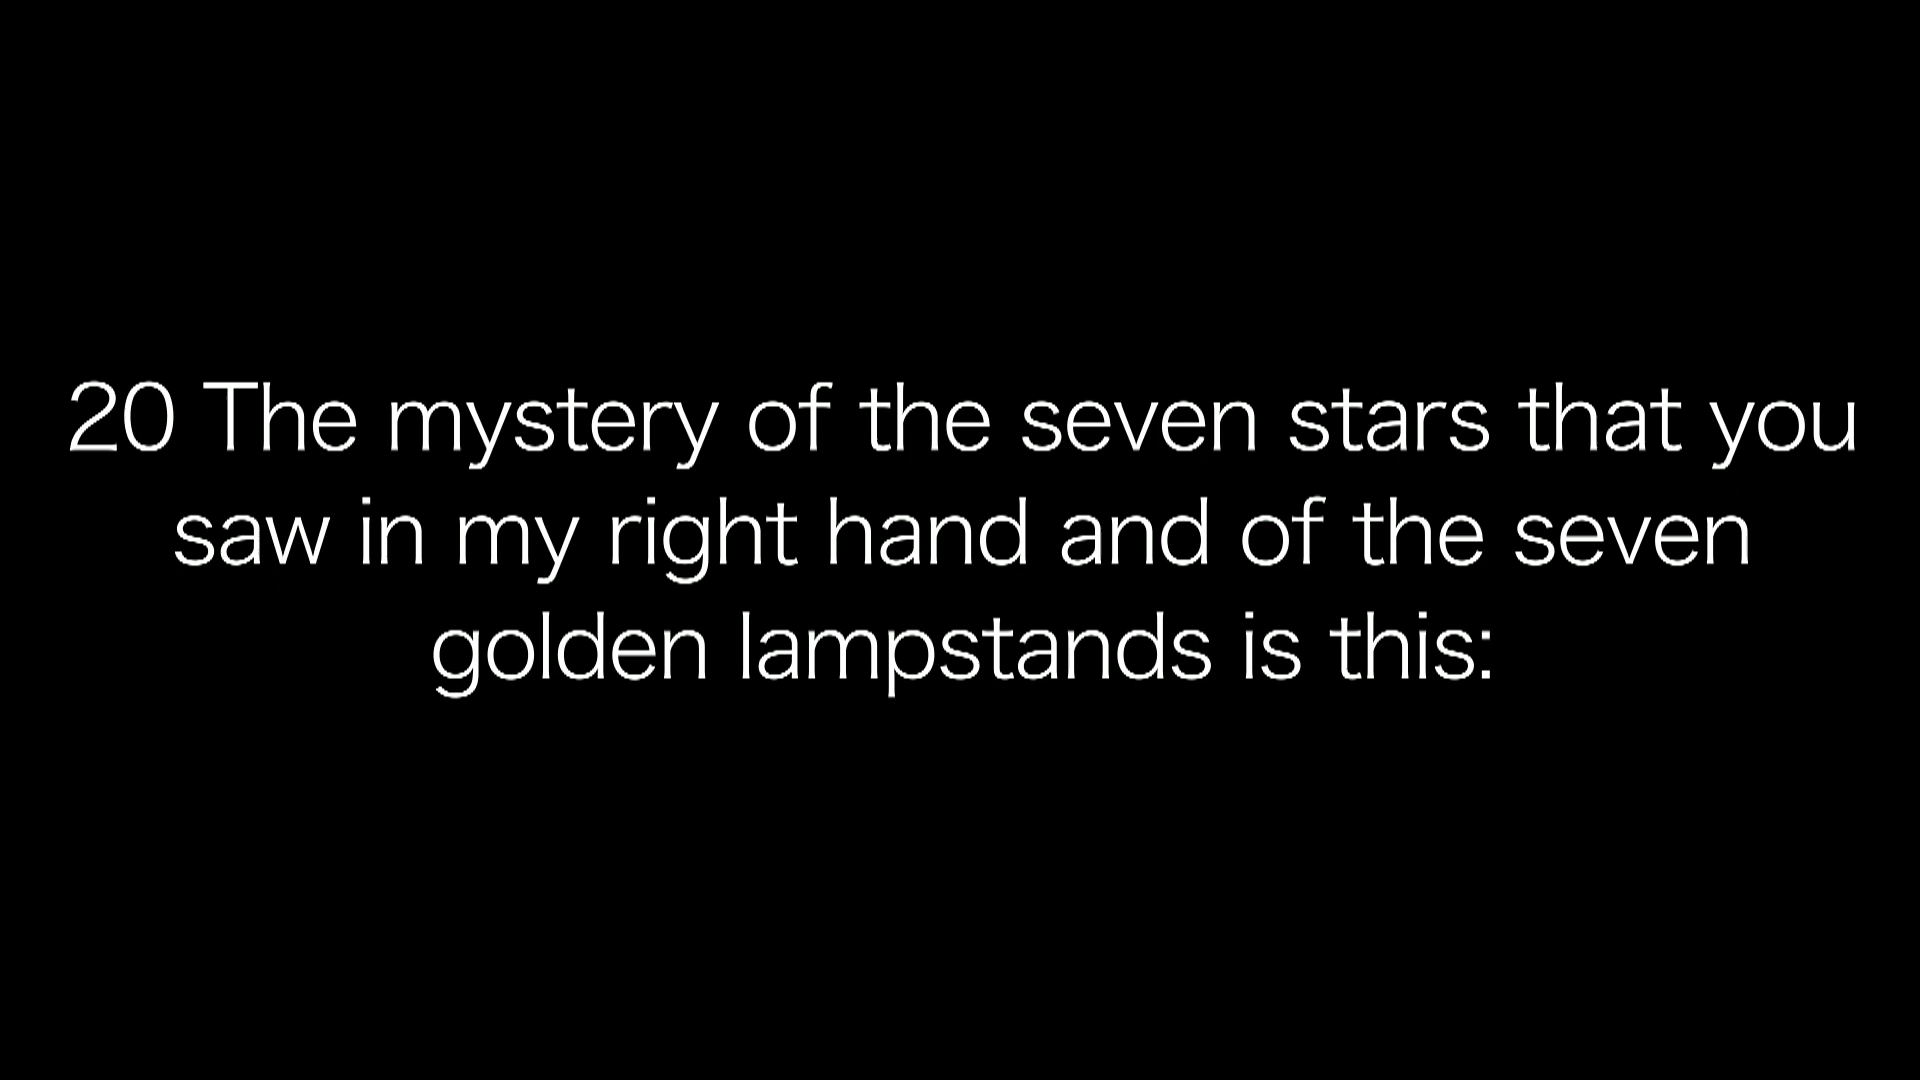 20 The mystery of the seven stars that you
saw in my right hand and of the seven
golden lampstands is this: